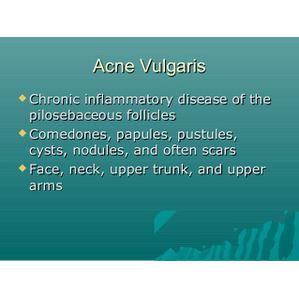 Acne Vulgaris
Chronic inflammatory disease of the
pilosebaceous follicles
Comedones, papules, pustules,
cysts, nodules, and often scars
Face, neck, upper trunk, and upper
arms